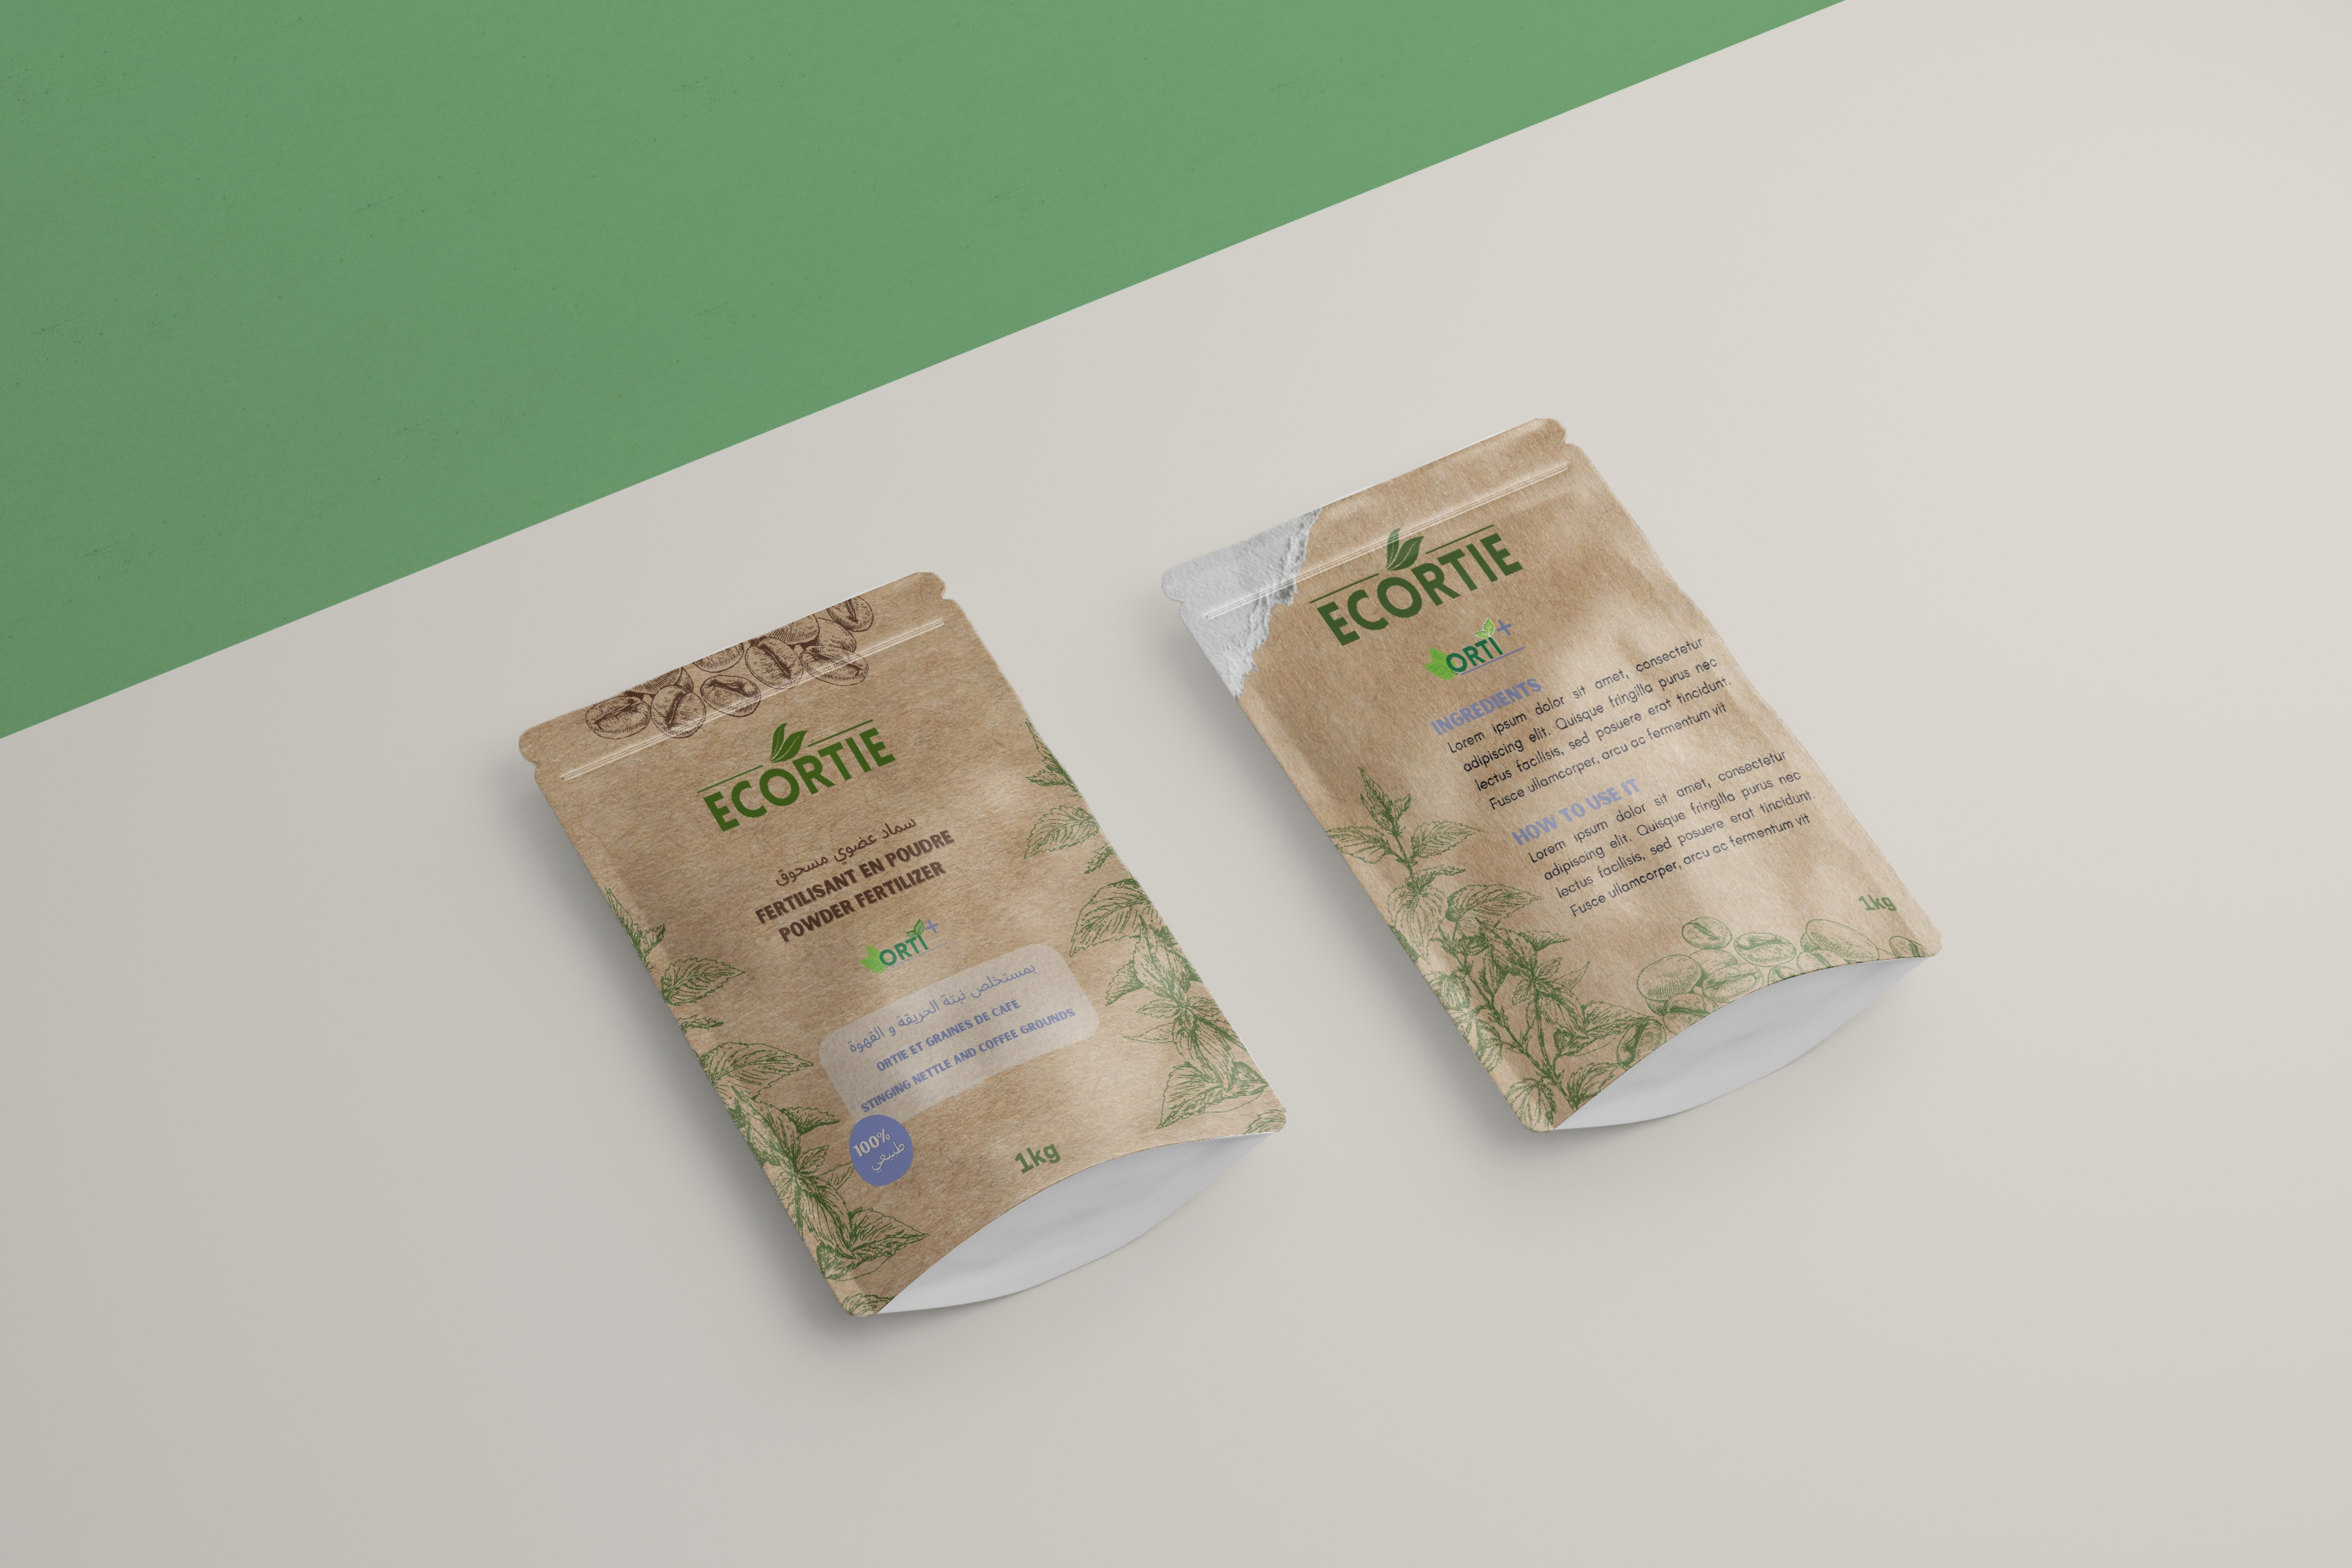 ECORTIE
سماد عضوي مسحوق
FERTILISANT EN POUDRE
POWDER FERTILIZER
ORTI+
بمستخلص نبتة الحريقة و القهوة
ORTIE ET GRAINES DE CAFE
STINGING NETTLE AND COFFEE GROUNDS
100%
طبيعي
1kg
ECORTIE
ORTI+
INGREDIENTS
Lorem ipsum dolor sit amet, consectetur
adipiscing elit. Quisque fringilla purus nec
lectus facilisis, sed posuere erat tincidunt.
Fusce ullamcorper, arcu ac fermentum vit
HOW TO USE IT
Lorem ipsum dolor sit amet, consectetur
adipiscing elit. Quisque fringilla purus nec
lectus facilisis, sed posuere erat tincidunt.
Fusce ullamcorper, arcu ac fermentum vit
1kg